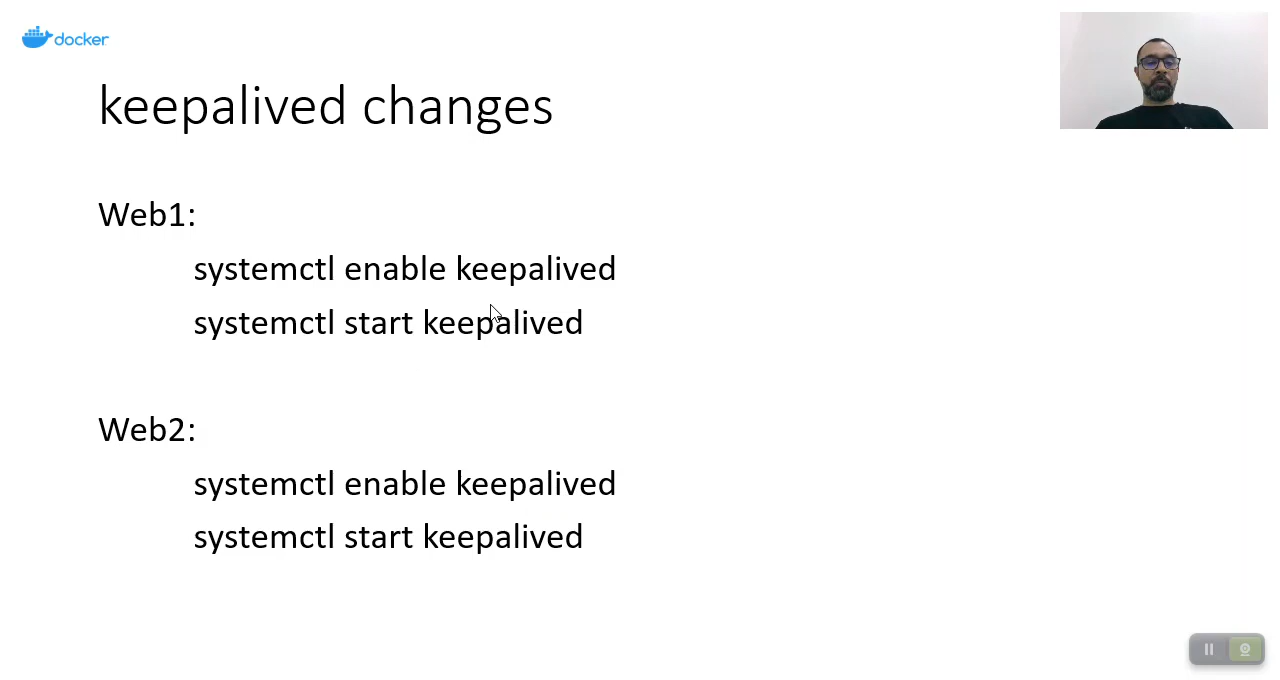 docker
keepalived changes
Web1:
systemctl enable keepalived
systemctl start keepalived
Web2:
systemctl enable keepalived
systemctl start keepalived